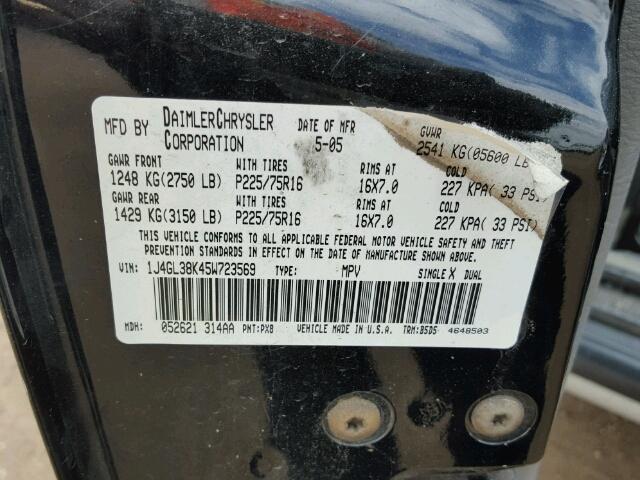 MFD BY DAIMLERCHRYSLER CORPORATION DATE OF MFR 5-05 GVWR 2541 KG(05600 LB
GAWR FRONT WITH TIRES RIMS AT COLD
1248 KG(2750 LB) P225/75R16 16X7.0 227 KPA( 33 PSI)
GAWR REAR WITH TIRES RIMS AT COLD
1429 KG(3150 LB) P225/75R16 16X7.0 227 KPA( 33 PSI)
THIS VEHICLE CONFORMS TO ALL APPLICABLE FEDERAL MOTOR VEHICLE SAFETY AND THEFT
PREVENTION STANDARDS IN EFFECT ON THE DATE OF MANUFACTURE SHOWN ABOVE.
VIN: 1J4GL38K45W723569 TYPE: MPV SINGLE X DUAL
MDH: 052621 314AA PNT:PX8 VEHICLE MADE IN U.S.A. TRM:B5D5 4648503